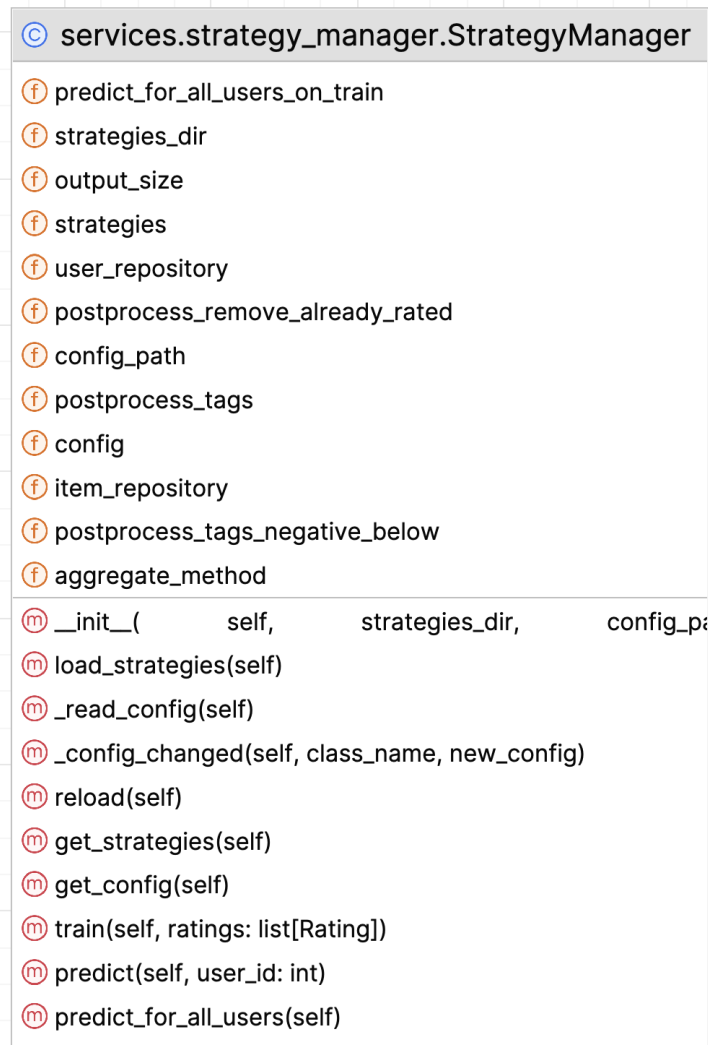 C services.strategy_manager.StrategyManager
f predict_for_all_users_on_train
f strategies_dir
f output_size
f strategies
f user_repository
f postprocess_remove_already_rated
f config_path
f postprocess_tags
f config
f item_repository
f postprocess_tags_negative_below
f aggregate_method
m __init__( self, strategies_dir, config_pa
m load_strategies(self)
m _read_config(self)
m _config_changed(self, class_name, new_config)
m reload(self)
m get_strategies(self)
m get_config(self)
m train(self, ratings: list[Rating])
m predict(self, user_id: int)
m predict_for_all_users(self)